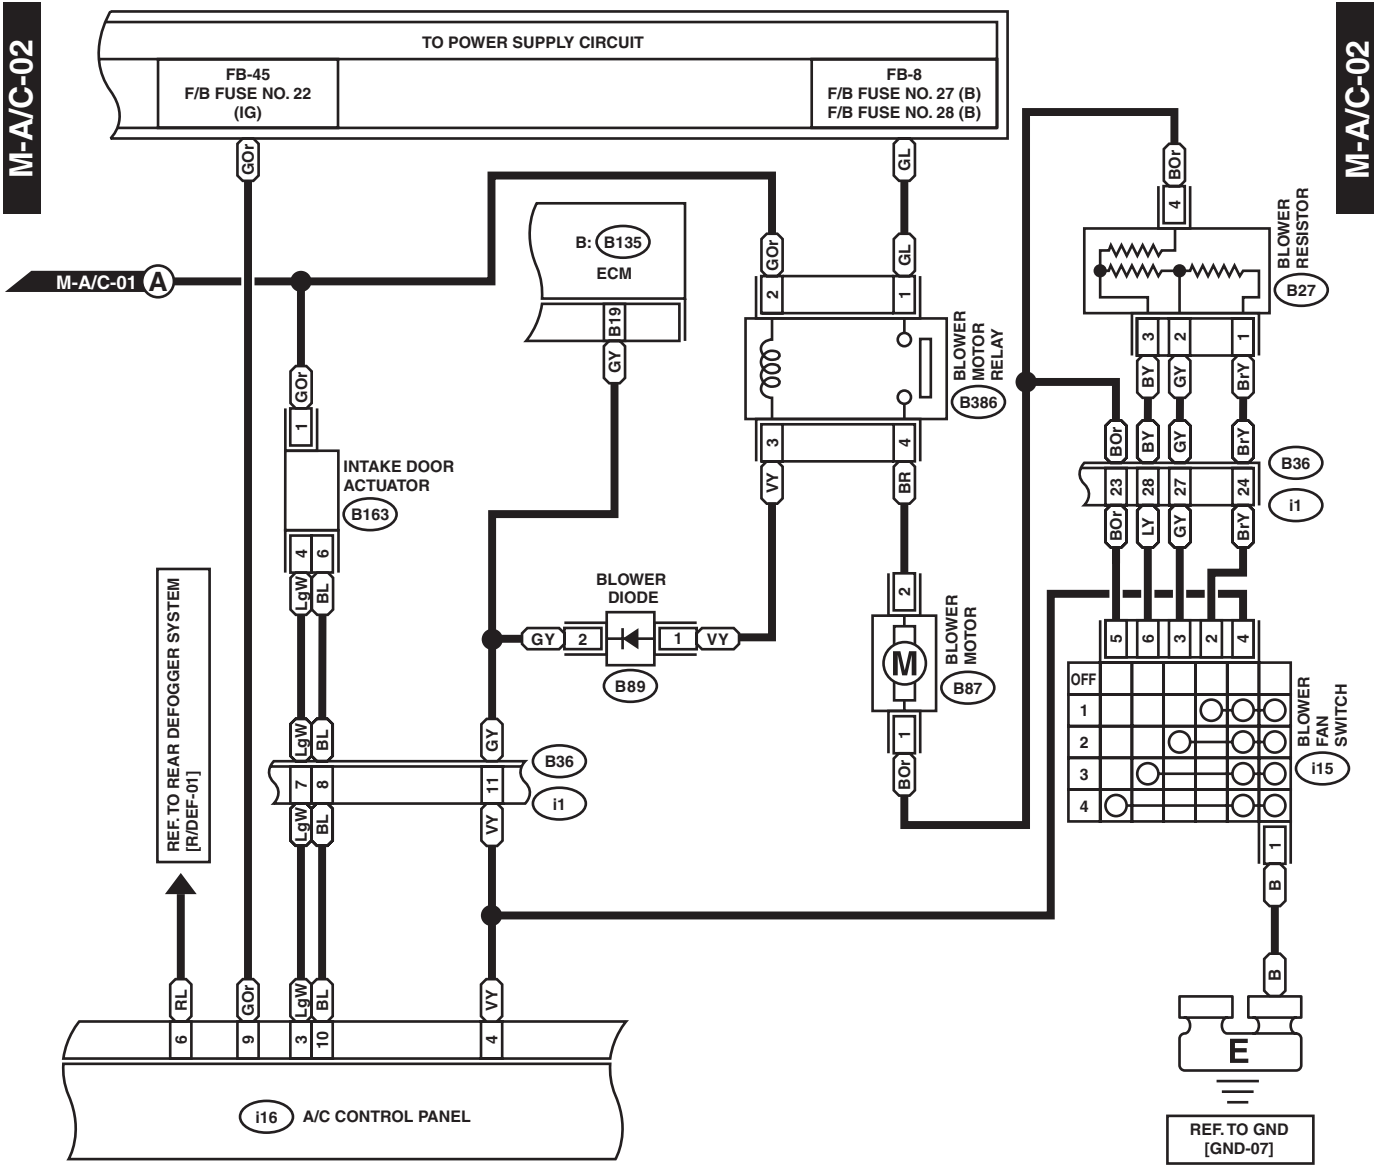 M-A/C-02
M-A/C-02
TO POWER SUPPLY CIRCUIT
FB-45
F/B FUSE NO. 22
(IG)
FB-8
F/B FUSE NO. 27 (B)
F/B FUSE NO. 28 (B)
GOr
GL
BOr
4
BLOWER
RESISTOR
B27
B: B135
ECM
B19
GY
M-A/C-01 A
GOr
GL
2
1
BLOWER
MOTOR
RELAY
B386
3
4
VY
BR
3
2
1
BY
GY
BrY
BOr
BY
GY
BrY
B36
23
28
27
24
i1
BOr
LY
GY
BrY
GOr
1
INTAKE DOOR
ACTUATOR
B163
4
6
LgW
BL
REF. TO REAR DEFOGGER SYSTEM
[R/DEF-01]
BLOWER
DIODE
GY
2
1
VY
B89
2
M
BLOWER
MOTOR
B87
1
BOr
5
6
3
2
4
OFF
1
2
3
4
BLOWER
FAN
SWITCH
i15
1
B
B
LgW
BL
GY
B36
7
8
11
i1
LgW
BL
VY
RL
GOr
LgW
BL
VY
6
9
3
10
4
i16 A/C CONTROL PANEL
E
REF. TO GND
[GND-07]